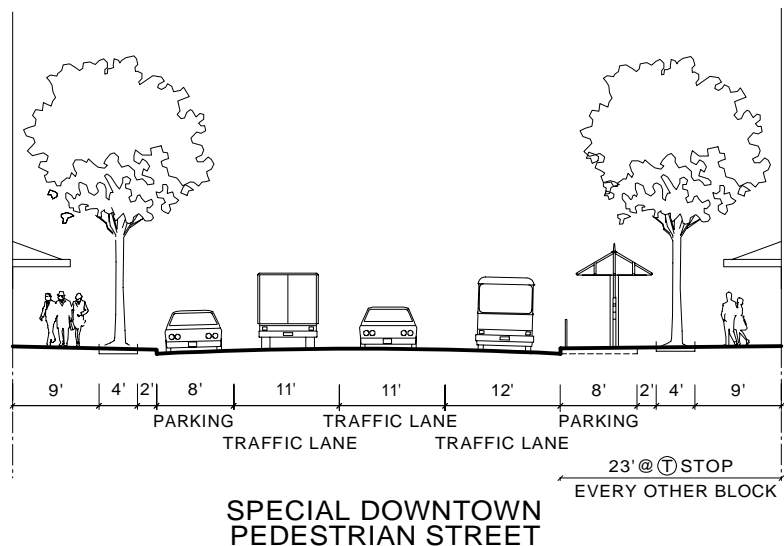 9' 4' 2' 8' 11' 11' 12' 8' 2' 4' 9'
PARKING TRAFFIC LANE PARKING
TRAFFIC LANE TRAFFIC LANE
23' @ Ⓣ STOP
EVERY OTHER BLOCK
SPECIAL DOWNTOWN
PEDESTRIAN STREET